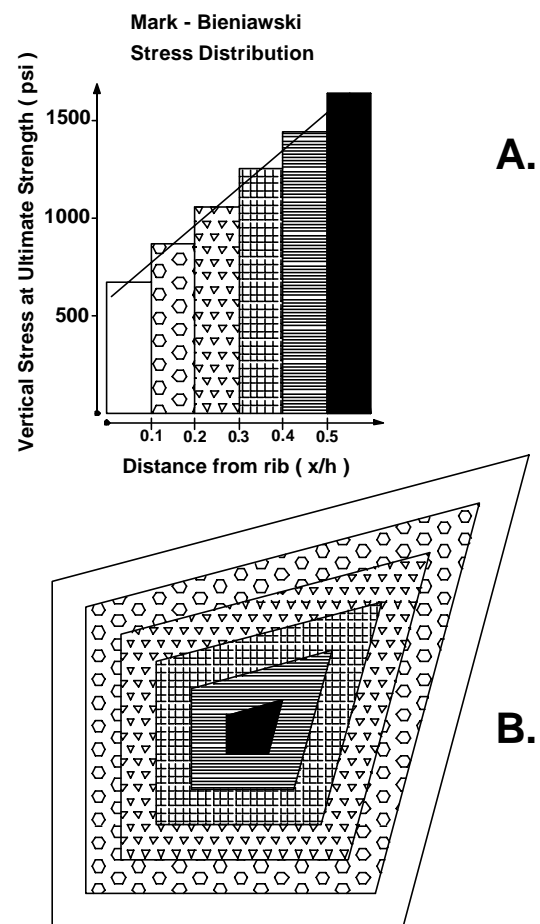 Mark - Bieniawski
Stress Distribution
Vertical Stress at Ultimate Strength ( psi )
1500
1000
500
0.1 0.2 0.3 0.4 0.5
Distance from rib ( x/h )
A.
B.